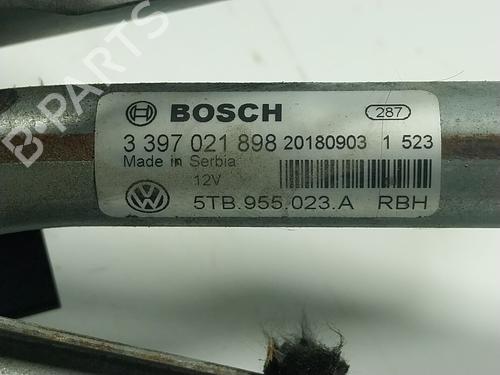 B-PARTS
BOSCH 287
3 397 021 898 20180903 1 523
Made in Serbia
12V
5TB.955.023.A RBH